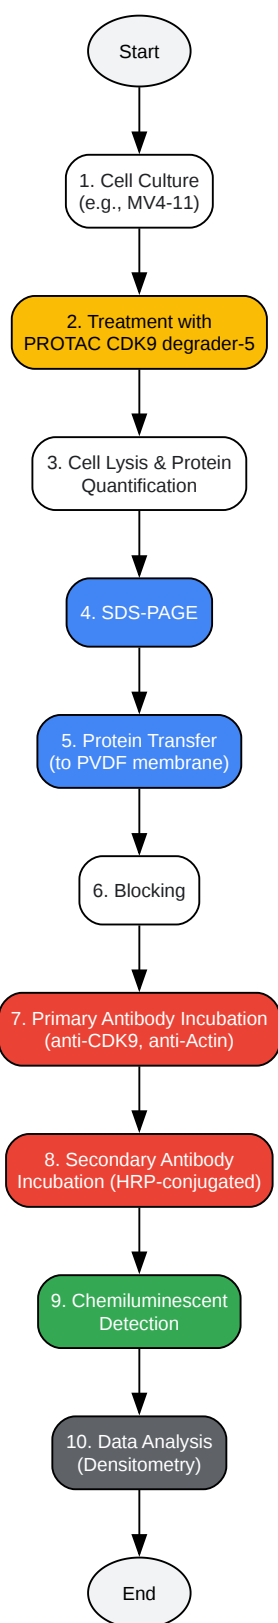 Start
1. Cell Culture
(e.g., MV4-11)
2. Treatment with
PROTAC CDK9 degrader-5
3. Cell Lysis & Protein
Quantification
4. SDS-PAGE
5. Protein Transfer
(to PVDF membrane)
6. Blocking
7. Primary Antibody Incubation
(anti-CDK9, anti-Actin)
8. Secondary Antibody
Incubation (HRP-conjugated)
9. Chemiluminescent
Detection
10. Data Analysis
(Densitometry)
End